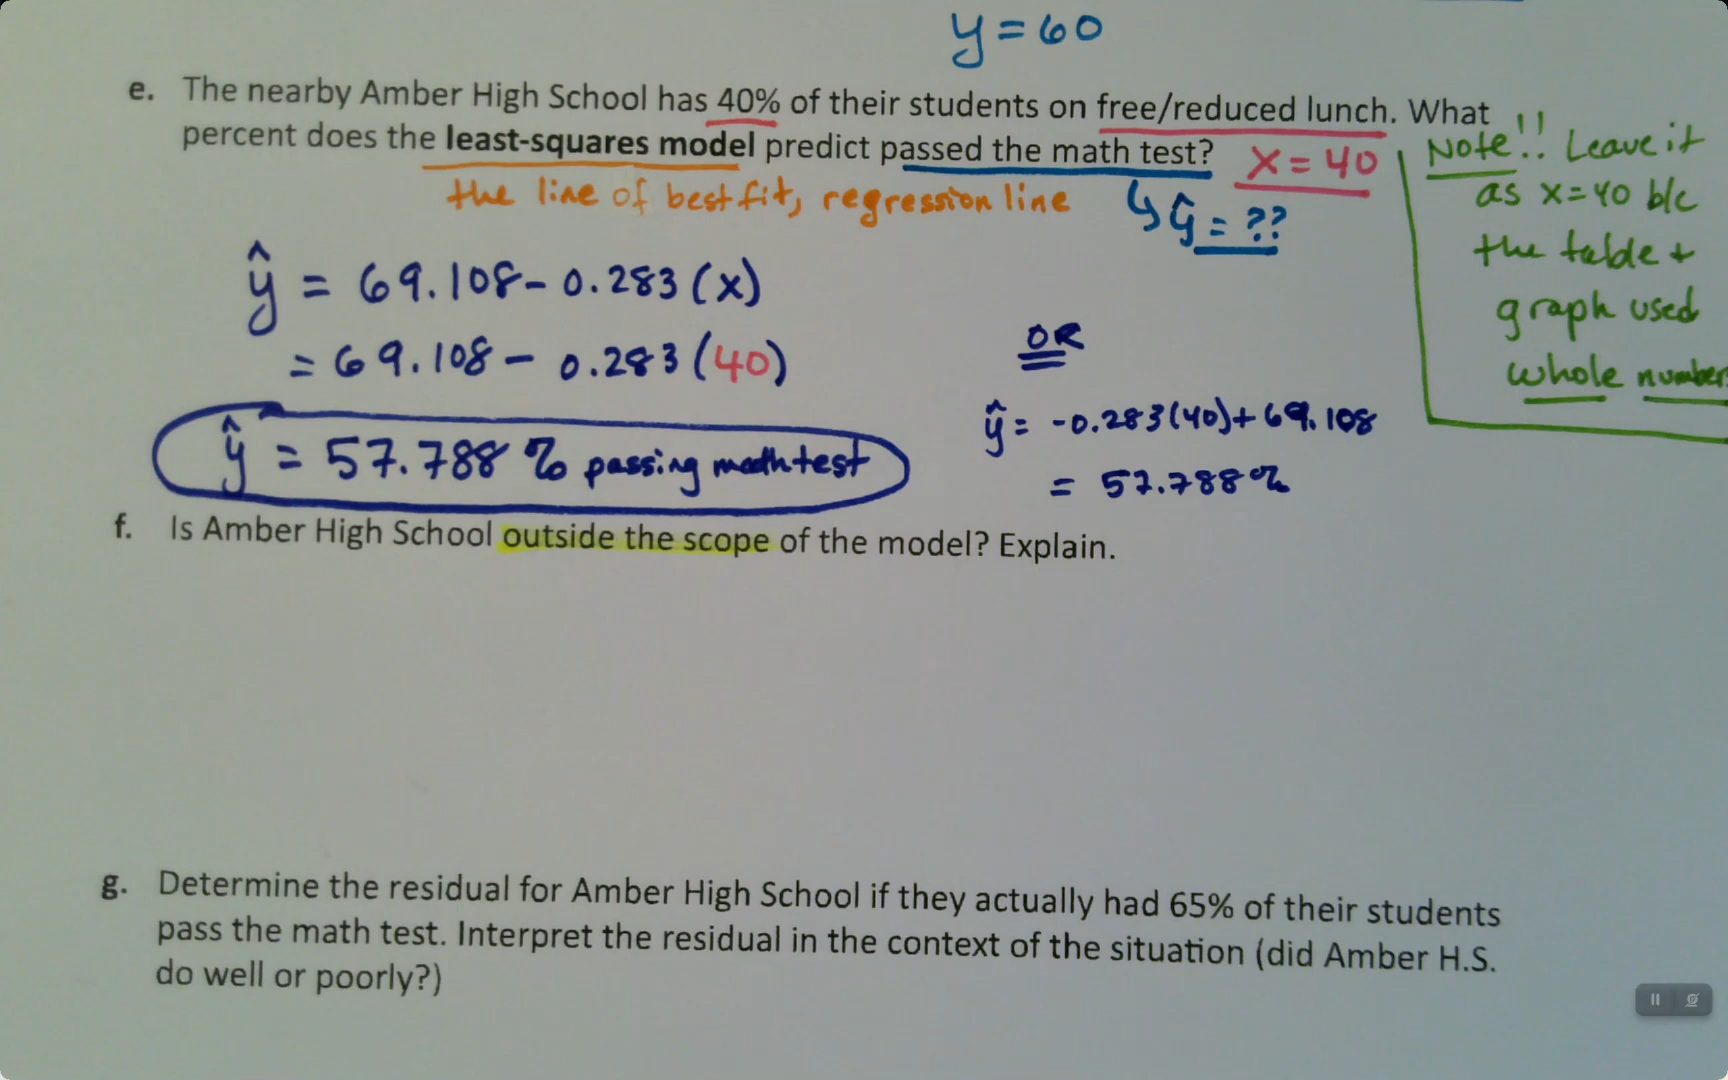 y = 60
e. The nearby Amber High School has 40% of their students on free/reduced lunch. What
percent does the least-squares model predict passed the math test? x = 40
the line of best fit, regression line
↳ ŷ = ??
Note!! Leave it
as x=40 b/c
the table +
graph used
whole number
ŷ = 69.108 - 0.283 (x)
= 69.108 - 0.283 (40)
ŷ = 57.788 % passing math test
OR
ŷ = -0.283(40) + 69.108
= 57.788%
f. Is Amber High School outside the scope of the model? Explain.
g. Determine the residual for Amber High School if they actually had 65% of their students
pass the math test. Interpret the residual in the context of the situation (did Amber H.S.
do well or poorly?)